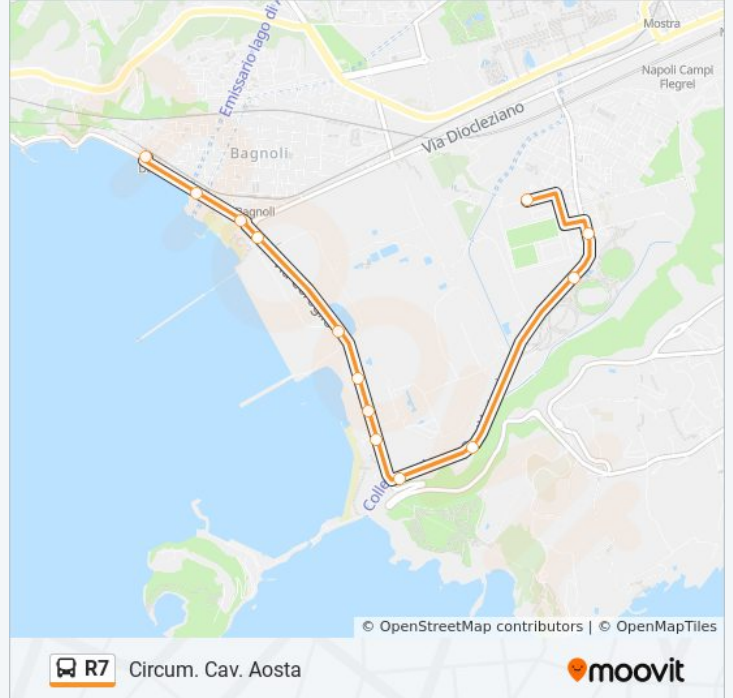 Mostra
Emissario lago di
Napoli Campi
Flegrei
Via Diocleziano
Bagnoli
Bagnoli
Colle
© OpenStreetMap contributors | © OpenMapTiles
R7 Circum. Cav. Aosta
moovit